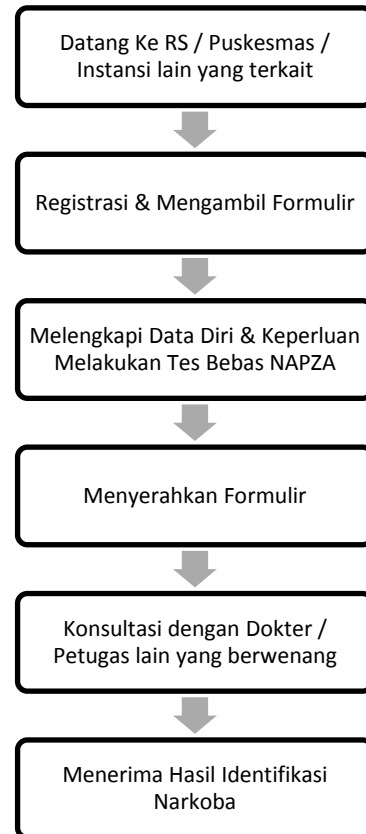 Datang Ke RS / Puskesmas /
Instansi lain yang terkait
Registrasi & Mengambil Formulir
Melengkapi Data Diri & Keperluan
Melakukan Tes Bebas NAPZA
Menyerahkan Formulir
Konsultasi dengan Dokter /
Petugas lain yang berwenang
Menerima Hasil Identifikasi
Narkoba